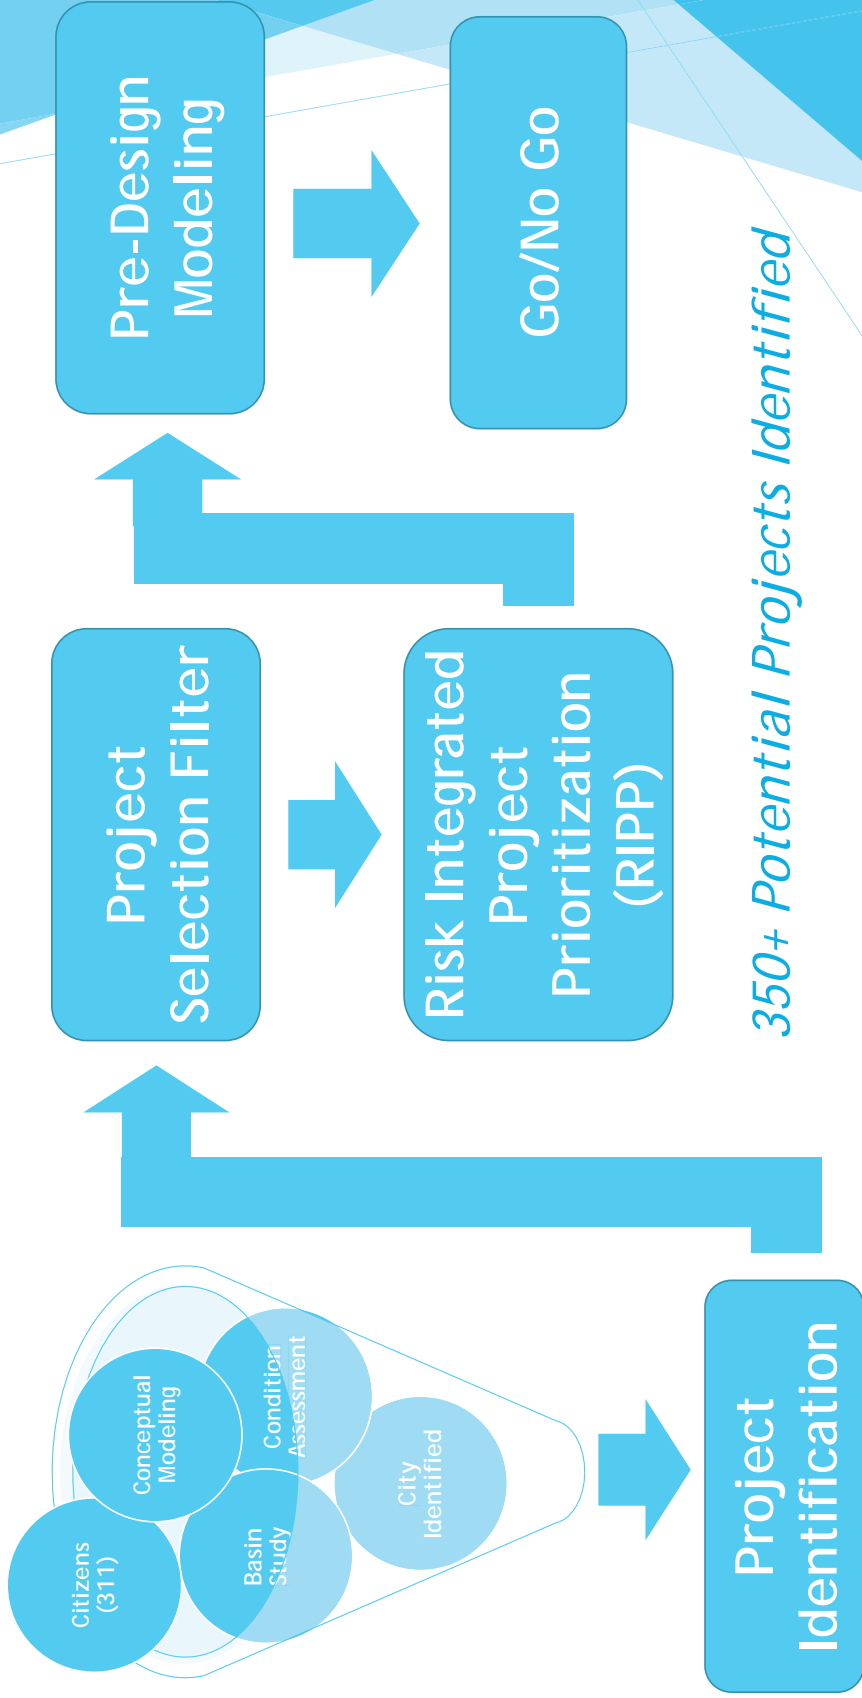 Citizens
(311)
Conceptual
Modeling
Basin
Study
Condition
Assessment
City
Identified
Project
Identification
Project
Selection Filter
Risk Integrated
Project
Prioritization
(RIPP)
Pre-Design
Modeling
Go/No Go
350+ Potential Projects Identified